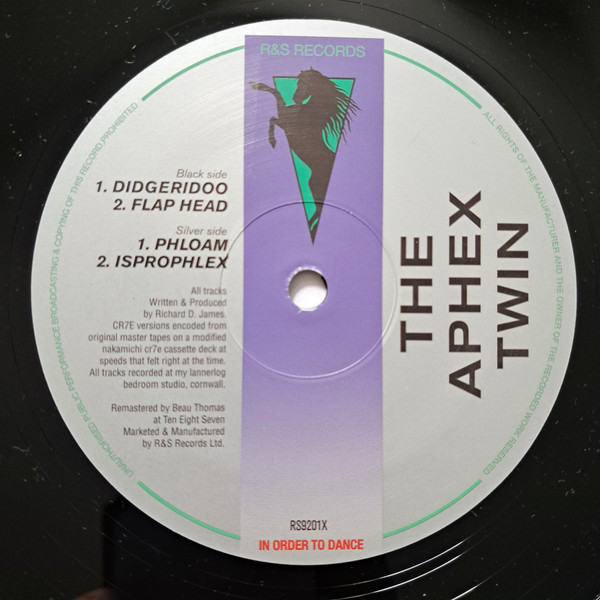 R&S RECORDS
Black side
1. DIDGERIDOO
2. FLAP HEAD
Silver side
1. PHLOAM
2. ISPROPHLEX
All tracks
Written & Produced
by Richard D. James.
CR7E versions encoded from
original master tapes on a modified
nakamichi cr7e cassette deck at
speeds that felt right at the time.
All tracks recorded at my lannerlog
bedroom studio, cornwall.
Remastered by Beau Thomas
at Ten Eight Seven
Marketed & Manufactured
by R&S Records Ltd.
THE
APHEX
TWIN
RS9201X
IN ORDER TO DANCE
UNAUTHORISED PUBLIC PERFORMANCE BROADCASTING & COPYING OF THIS RECORD PROHIBITED
ALL RIGHTS OF THE MANUFACTURER AND THE OWNER OF THE RECORDED WORK RESERVED